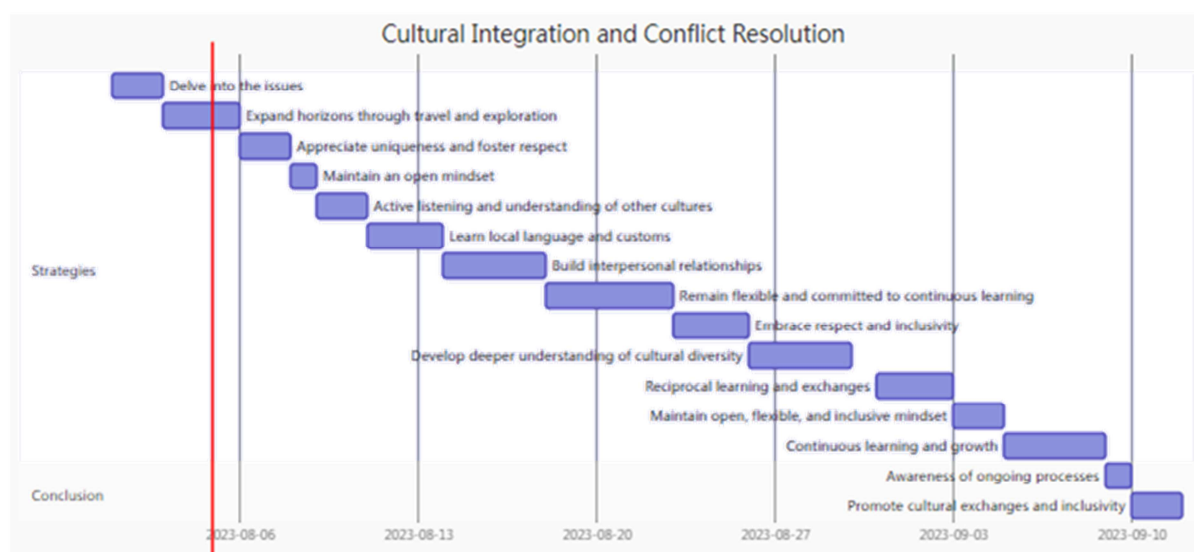 Cultural Integration and Conflict Resolution
Delve into the issues
Expand horizons through travel and exploration
Appreciate uniqueness and foster respect
Maintain an open mindset
Active listening and understanding of other cultures
Learn local language and customs
Build interpersonal relationships
Strategies
Remain flexible and committed to continuous learning
Embrace respect and inclusivity
Develop deeper understanding of cultural diversity
Reciprocal learning and exchanges
Maintain open, flexible, and inclusive mindset
Continuous learning and growth
Awareness of ongoing processes
Conclusion
Promote cultural exchanges and inclusivity
2023-08-06
2023-08-13
2023-08-20
2023-08-27
2023-09-03
2023-09-10